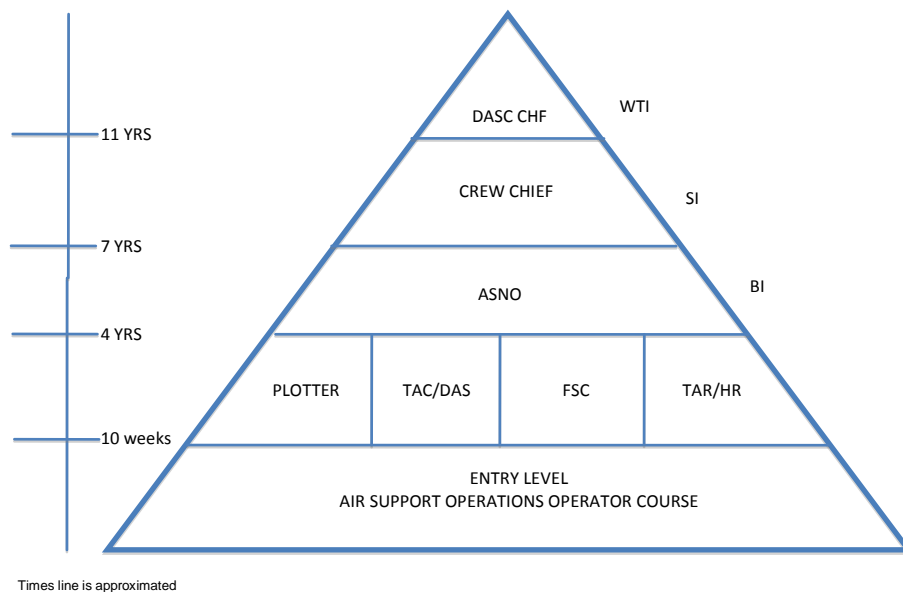 WTI
DASC CHF
11 YRS
CREW CHIEF
SI
7 YRS
BI
ASNO
4 YRS
PLOTTER
TAC/DAS
FSC
TAR/HR
10 weeks
ENTRY LEVEL
AIR SUPPORT OPERATIONS OPERATOR COURSE
Times line is approximated